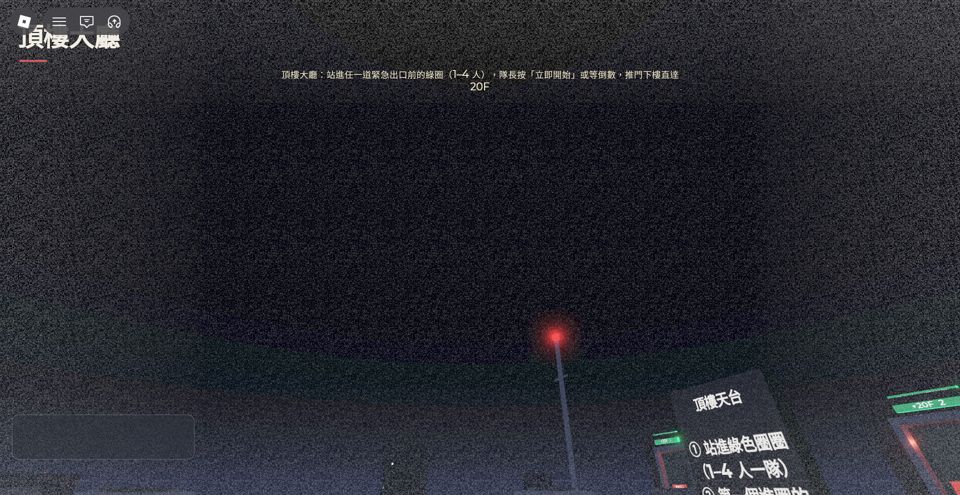 頂樓大廳
頂樓大廳：站進任一道緊急出口前的綠圈（1–4 人），隊長按「立即開始」或等倒數，推門下樓直達
20F
頂樓天台
① 站進綠色圈圈
（1–4 人一隊）
20F 2